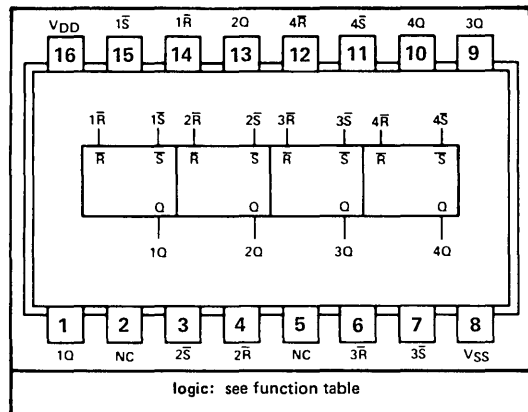 VDD 1S̅ 1R̅ 2Q 4R̅ 4S̅ 4Q 3Q
16 15 14 13 12 11 10 9
1R̅ 1S̅ 2R̅ 2S̅ 3R̅ 3S̅ 4R̅ 4S̅
R̅ S̅ R̅ S̅ R̅ S̅ R̅ S̅
Q Q Q Q
1Q 2Q 3Q 4Q
1 2 3 4 5 6 7 8
1Q NC 2S̅ 2R̅ NC 3R̅ 3S̅ VSS
logic: see function table